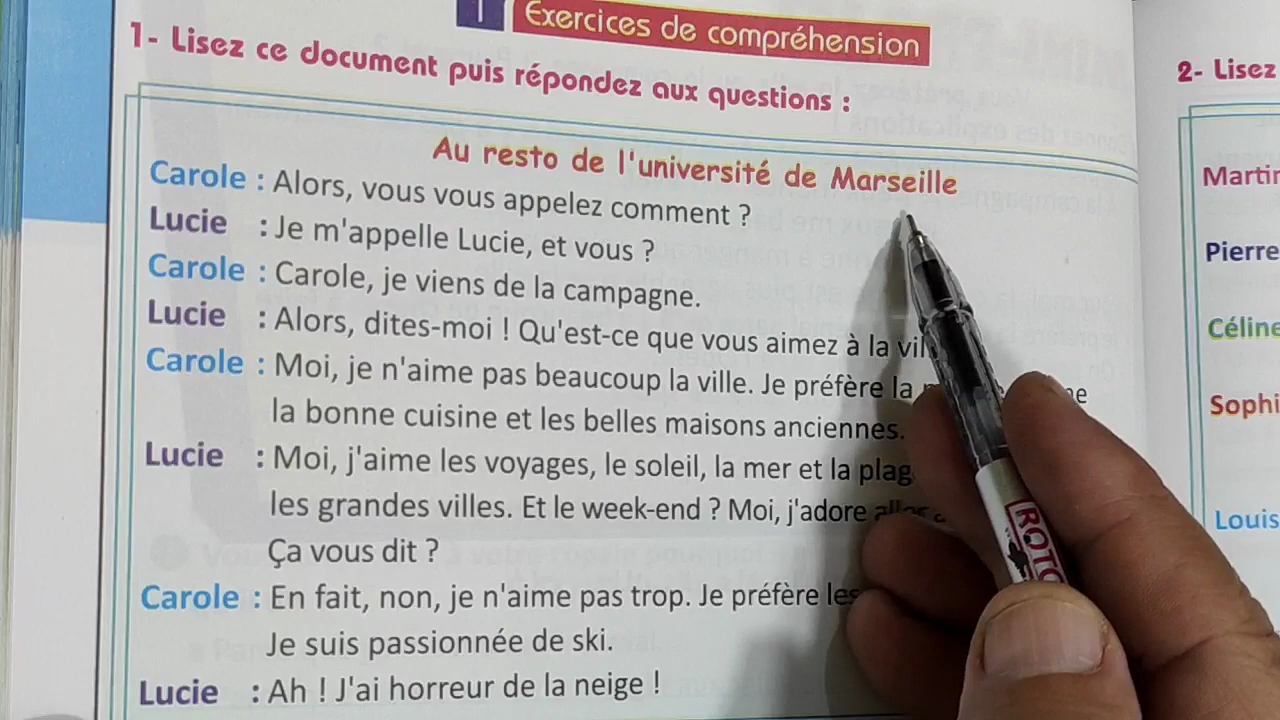 1 Exercices de compréhension
1- Lisez ce document puis répondez aux questions :
Au resto de l'université de Marseille
Carole : Alors, vous vous appelez comment ?
Lucie : Je m'appelle Lucie, et vous ?
Carole : Carole, je viens de la campagne.
Lucie : Alors, dites-moi ! Qu'est-ce que vous aimez à la
Carole : Moi, je n'aime pas beaucoup la ville. Je préfère la
la bonne cuisine et les belles maisons anciennes.
Lucie : Moi, j'aime les voyages, le soleil, la mer et la
les grandes villes. Et le week-end ? Moi, j'adore aller
Ça vous dit ?
Carole : En fait, non, je n'aime pas trop. Je préfère les
Je suis passionnée de ski.
Lucie : Ah ! J'ai horreur de la neige !
2- Lisez
Pierre
Céline
Louis
ROTO